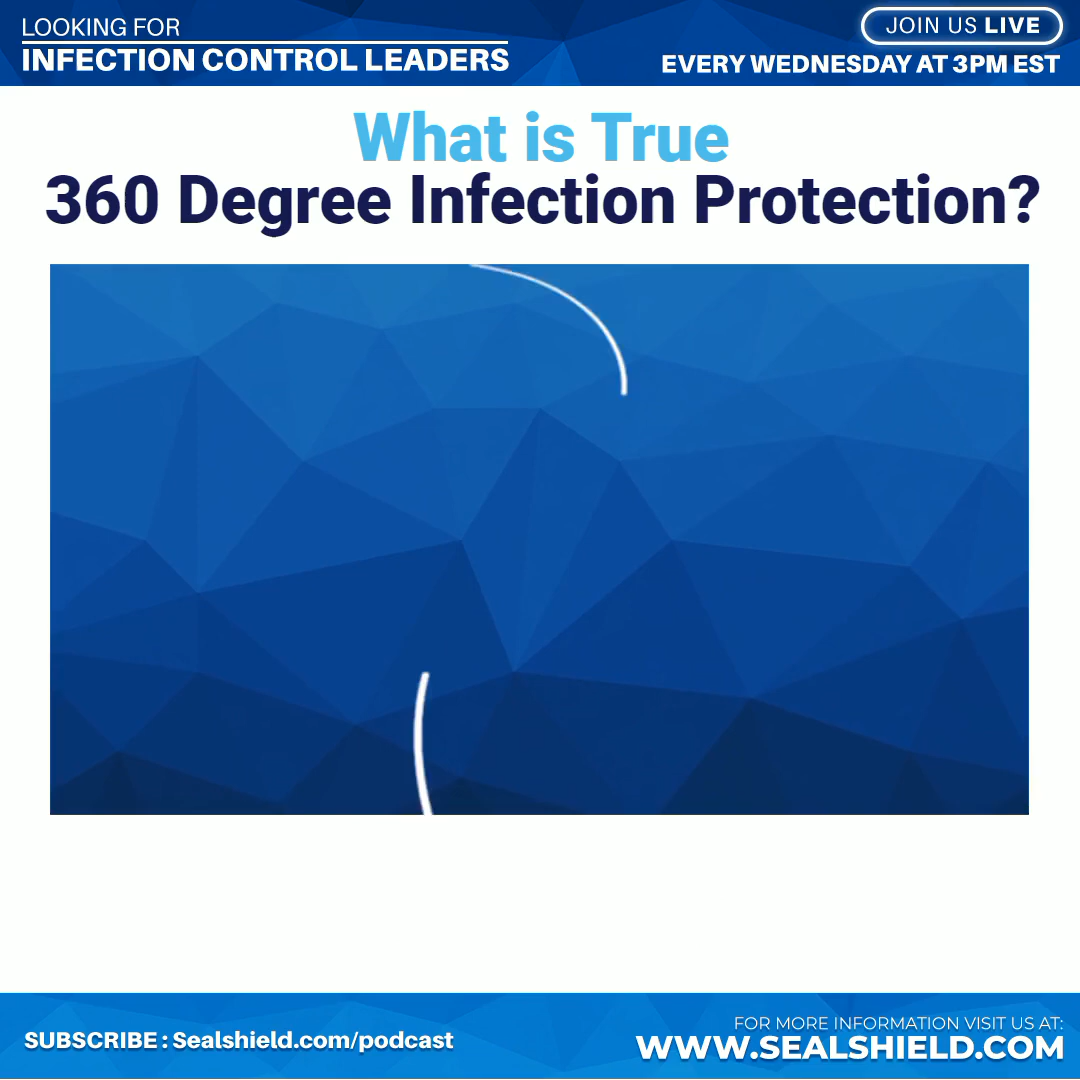 LOOKING FOR
INFECTION CONTROL LEADERS
JOIN US LIVE
EVERY WEDNESDAY AT 3PM EST
What is True
360 Degree Infection Protection?
SUBSCRIBE : Sealshield.com/podcast
FOR MORE INFORMATION VISIT US AT:
WWW.SEALSHIELD.COM